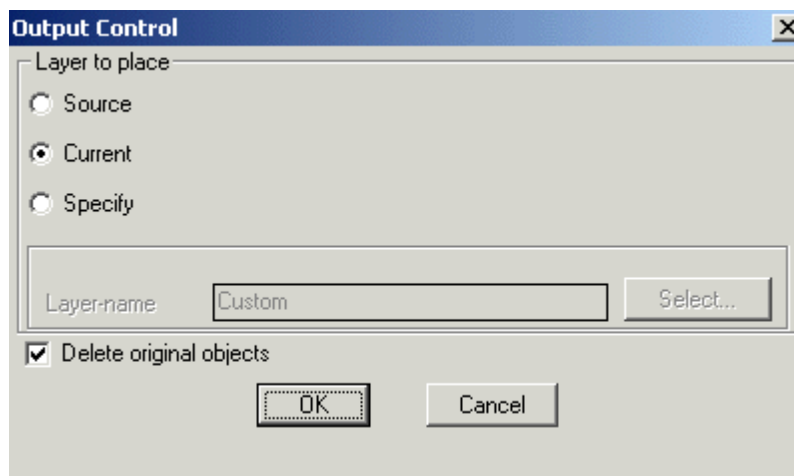 Output Control
Layer to place
Source
Current
Specify
Layer-name Custom Select...
Delete original objects
OK Cancel